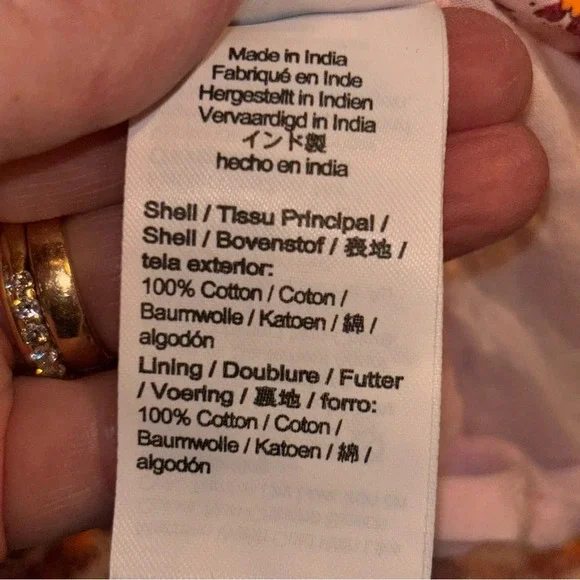 Made in India
Fabriqué en Inde
Hergestellt in Indien
Vervaardigd in India
インド製
hecho en india
Shell / Tissu Principal /
Shell / Bovenstof / 表地 /
tela exterior:
100% Cotton / Coton /
Baumwolle / Katoen / 綿 /
algodón
Lining / Doublure / Futter
/ Voering / 裏地 / forro:
100% Cotton / Coton /
Baumwolle / Katoen / 綿 /
algodón